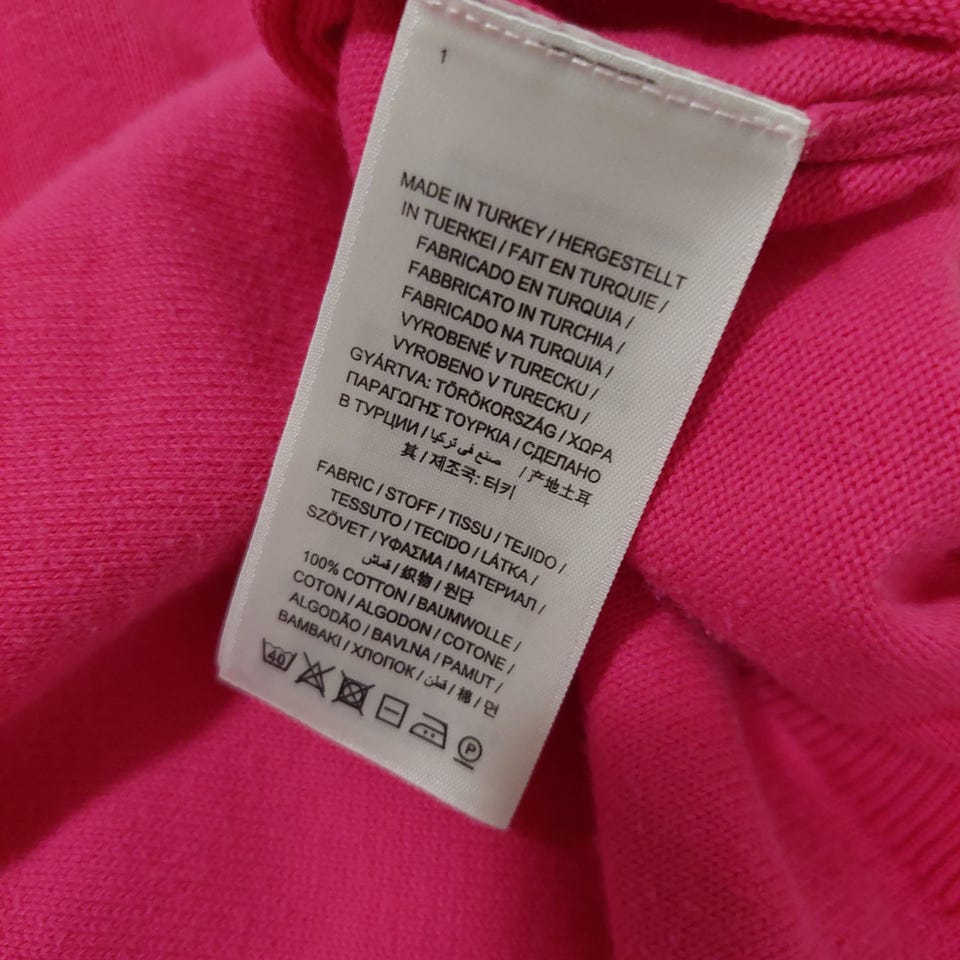 1
MADE IN TURKEY / HERGESTELLT
IN TUERKEI / FAIT EN TURQUIE /
FABRICADO EN TURQUIA /
FABBRICATO IN TURCHIA /
FABRICADO NA TURQUIA /
VYROBENÉ V TURECKU /
VYROBENO V TURECKU /
GYÁRTVA: TÖRÖKORSZÁG / ΧΩΡΑ
ΠΑΡΑΓΩΓΗΣ ΤΟΥΡΚΙΑ / СДЕЛАНО
В ТУРЦИИ / صنع في تركيا / 产地土耳
其 / 제조국: 터키
FABRIC / STOFF / TISSU / TEJIDO /
TESSUTO / TECIDO / LÁTKA /
SZÖVET / ΥΦΑΣΜΑ / МАТЕРИАЛ /
قماش / 織物 / 원단
100% COTTON / BAUMWOLLE /
COTON / ALGODON / COTONE /
ALGODÃO / BAVLNA / PAMUT /
ΒΑΜΒΑΚΙ / ХЛОПОК / قطن / 棉 / 면
40
P